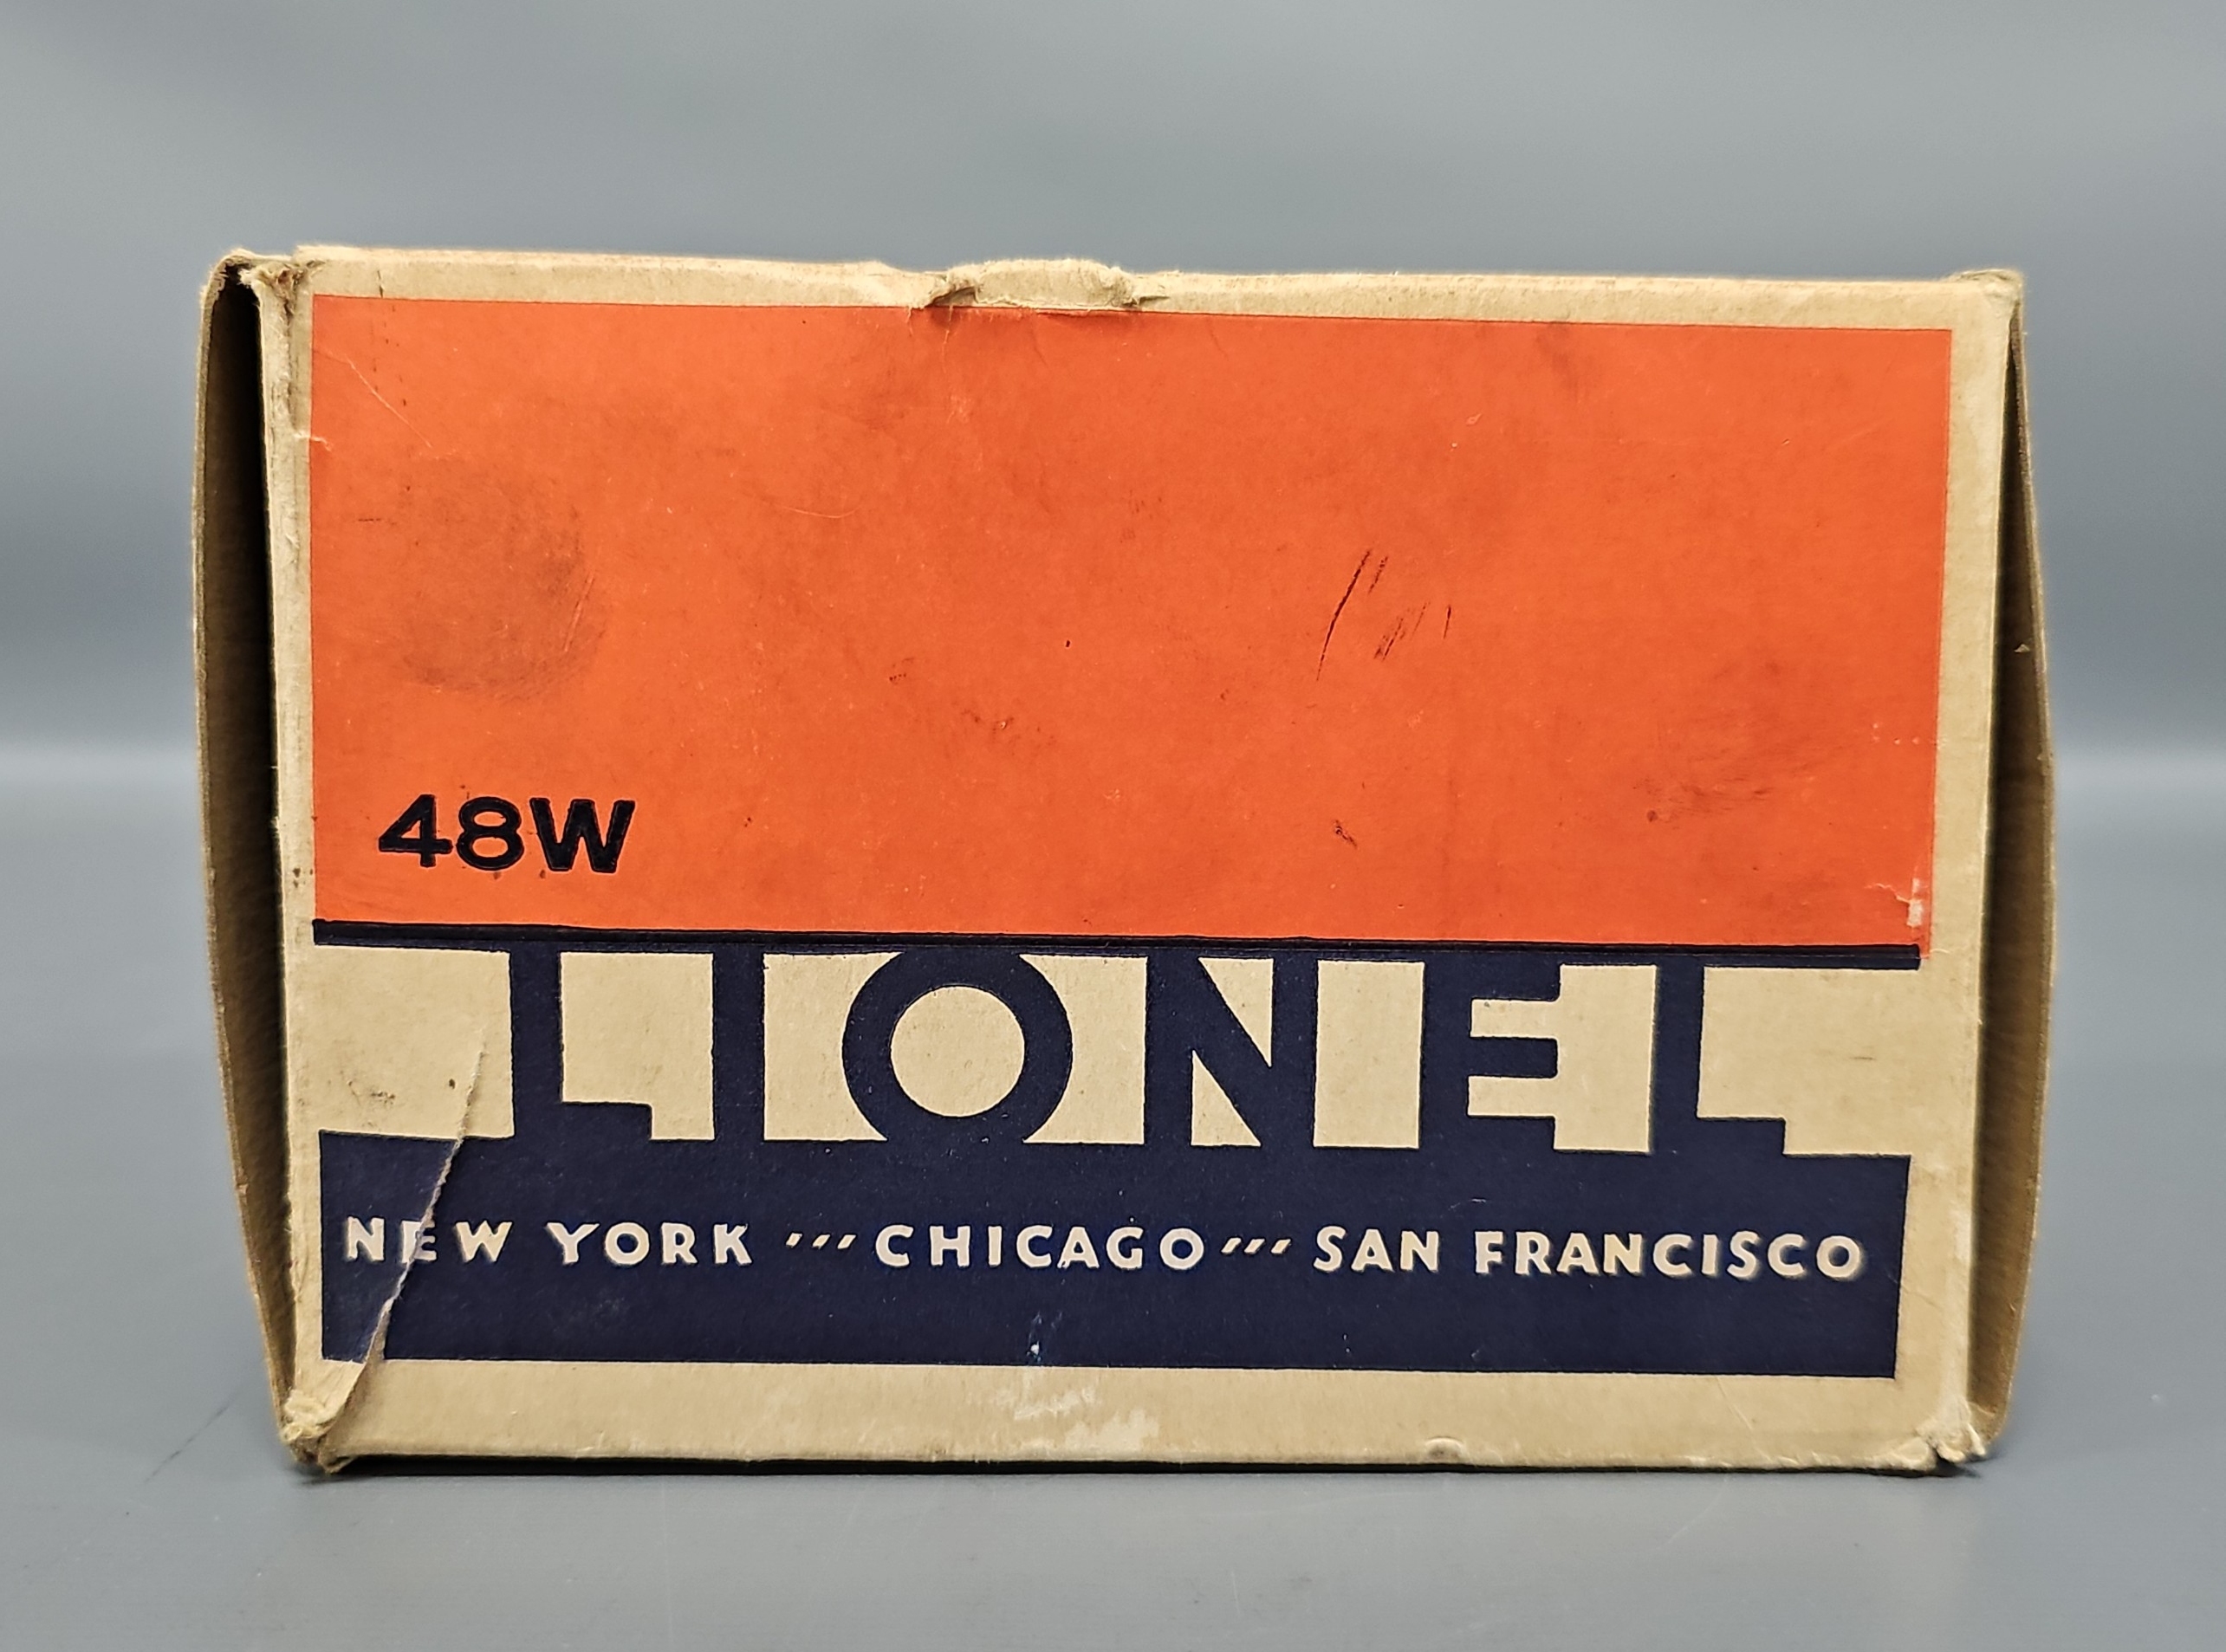 48W
LIONEL
NEW YORK ''' CHICAGO ''' SAN FRANCISCO